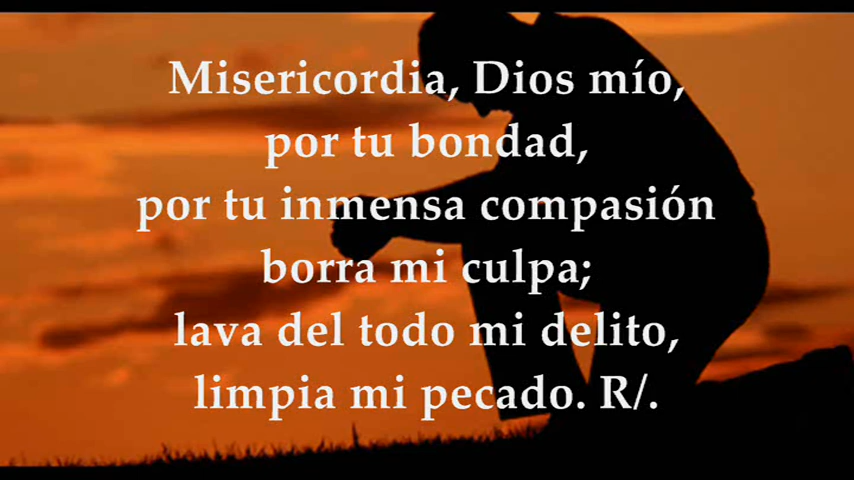 Misericordia, Dios mío,
por tu bondad,
por tu inmensa compasión
borra mi culpa;
lava del todo mi delito,
limpia mi pecado. R/.